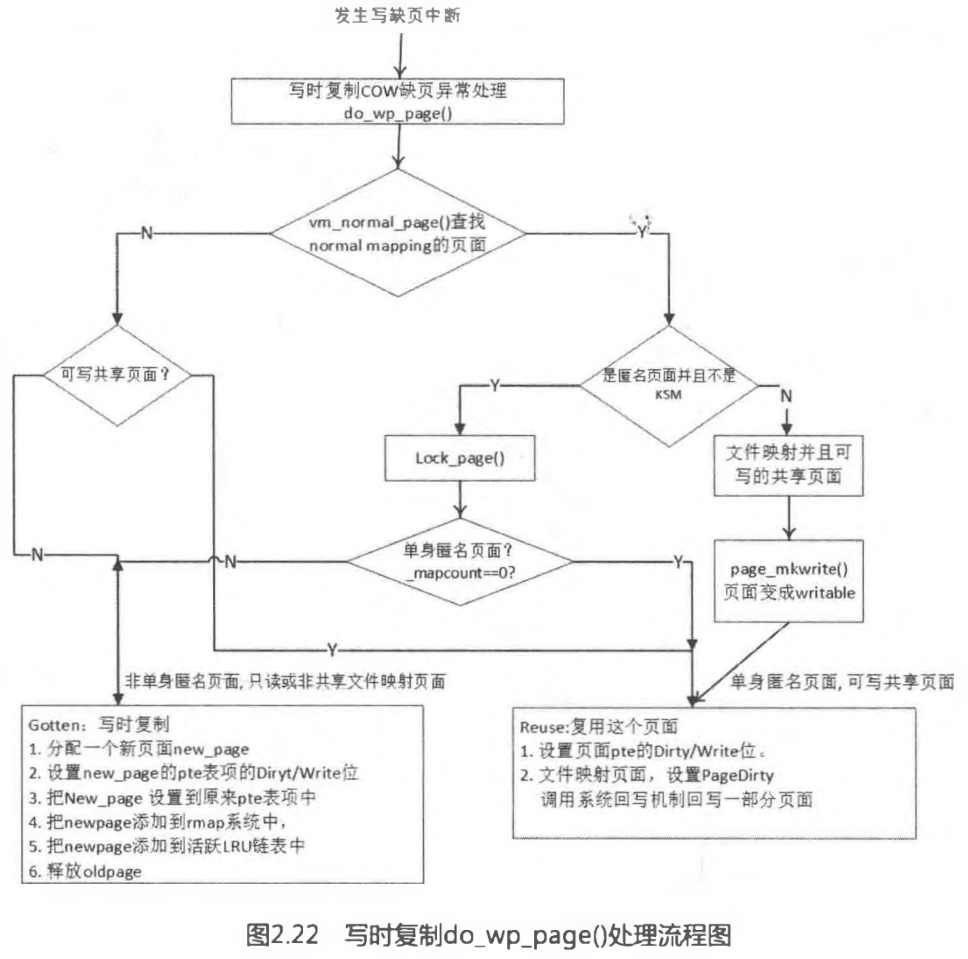 发生写缺页中断
写时复制COW缺页异常处理
do_wp_page()
vm_normal_page()查找
normal mapping的页面
N
Y
可写共享页面？
是匿名页面并且不是
KSM
Y
N
Lock_page()
文件映射并且可
写的共享页面
单身匿名页面？
_mapcount==0?
N
N
Y
page_mkwrite()
页面变成writable
Y
非单身匿名页面, 只读或非共享文件映射页面
单身匿名页面, 可写共享页面
Gotten：写时复制
1. 分配一个新页面new_page
2. 设置new_page的pte表项的Diryt/Write位
3. 把New_page 设置到原来pte表项中
4. 把newpage添加到rmap系统中，
5. 把newpage添加到活跃LRU链表中
6. 释放oldpage
Reuse:复用这个页面
1. 设置页面pte的Dirty/Write位。
2. 文件映射页面，设置PageDirty
调用系统回写机制回写一部分页面
图2.22 写时复制do_wp_page()处理流程图